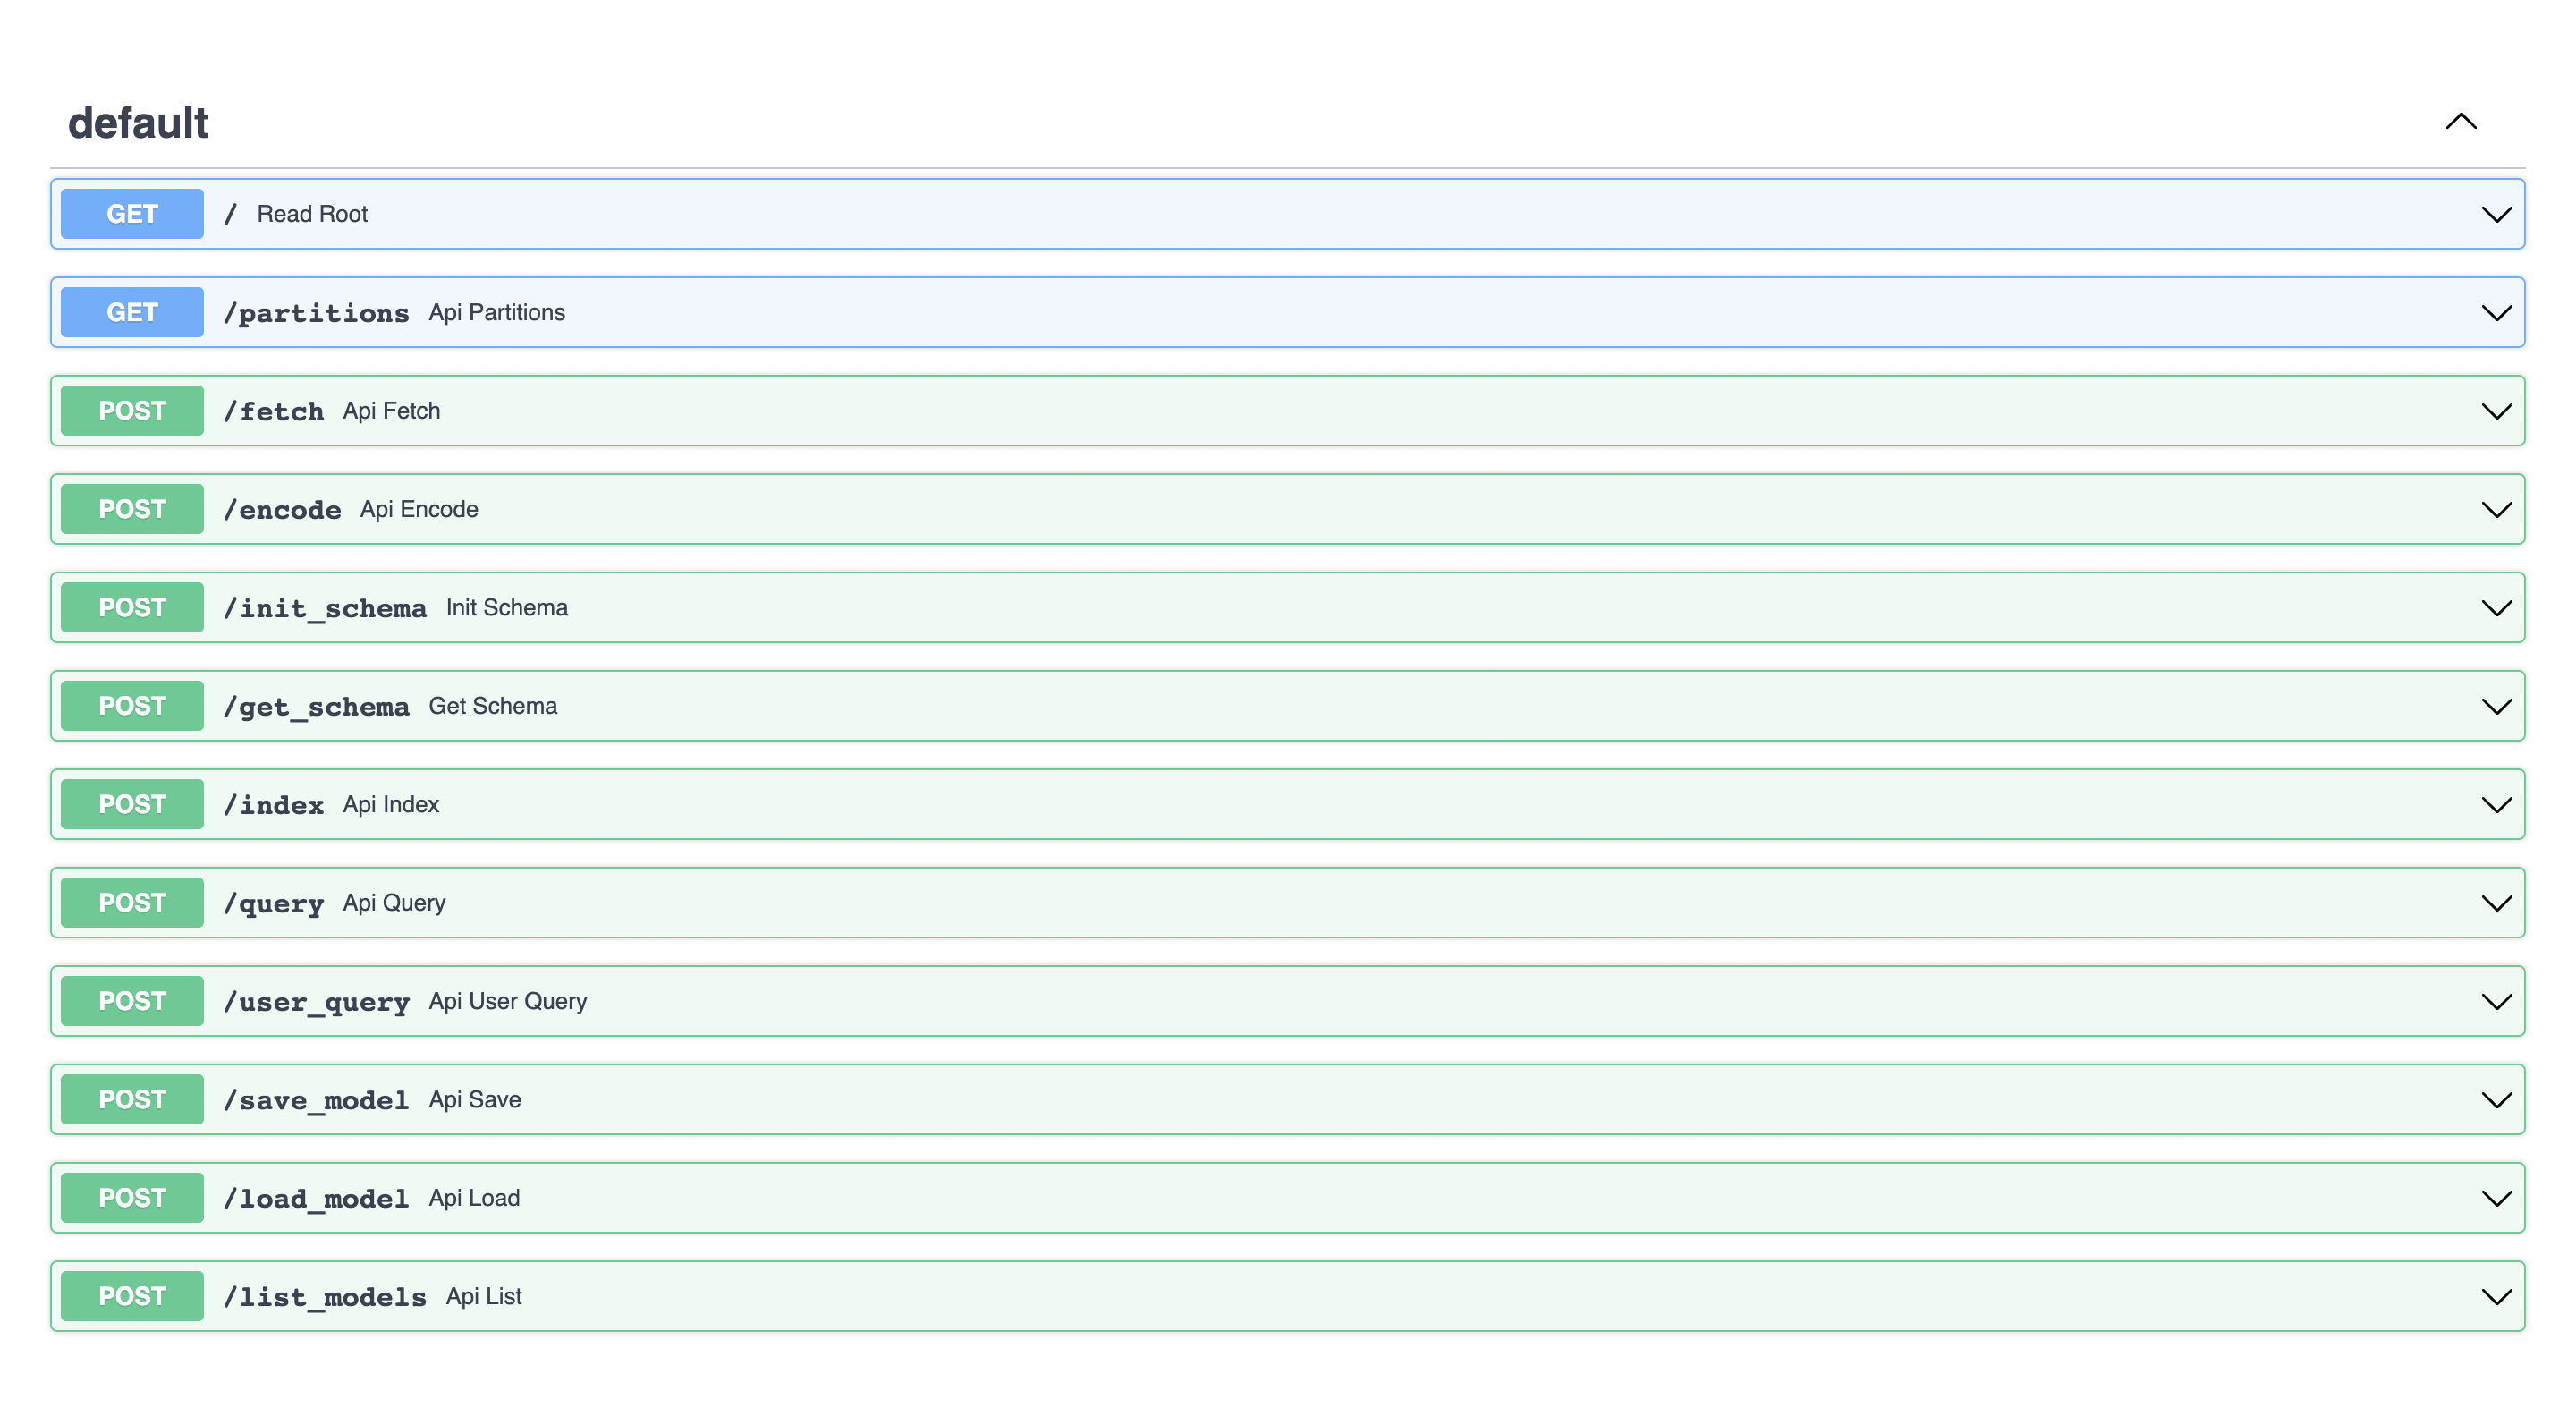 default
GET / Read Root
GET /partitions Api Partitions
POST /fetch Api Fetch
POST /encode Api Encode
POST /init_schema Init Schema
POST /get_schema Get Schema
POST /index Api Index
POST /query Api Query
POST /user_query Api User Query
POST /save_model Api Save
POST /load_model Api Load
POST /list_models Api List